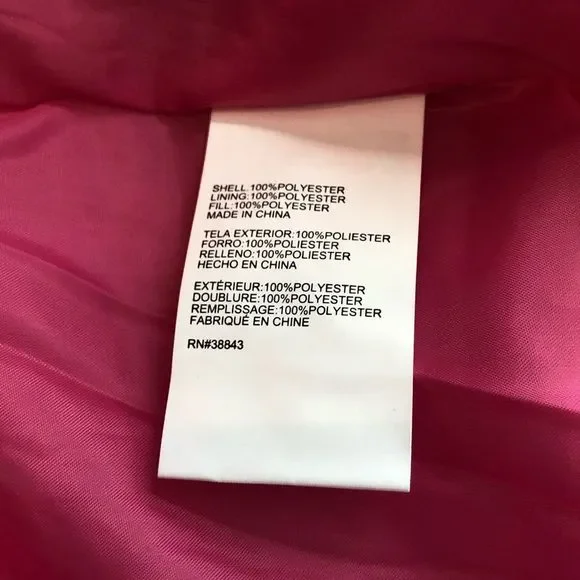 SHELL:100%POLYESTER
LINING:100%POLYESTER
FILL:100%POLYESTER
MADE IN CHINA
TELA EXTERIOR:100%POLIESTER
FORRO:100%POLIESTER
RELLENO:100%POLIESTER
HECHO EN CHINA
EXTÉRIEUR:100%POLYESTER
DOUBLURE:100%POLYESTER
REMPLISSAGE:100%POLYESTER
FABRIQUÉ EN CHINE
RN#38843